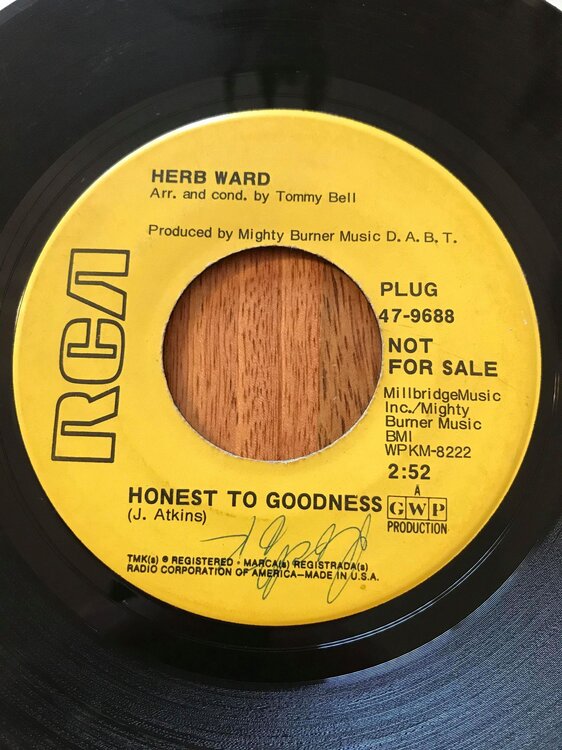 HERB WARD
Arr. and cond. by Tommy Bell
Produced by Mighty Burner Music D. A. B. T.
RCA
PLUG
47-9688
NOT
FOR SALE
MillbridgeMusic
Inc./Mighty
Burner Music
BMI
WPKM-8222
2:52
HONEST TO GOODNESS
(J. Atkins)
A
GWP
PRODUCTION
TMK(s) ® REGISTERED • MARCA(s) REGISTRADA(s)
RADIO CORPORATION OF AMERICA—MADE IN U.S.A.